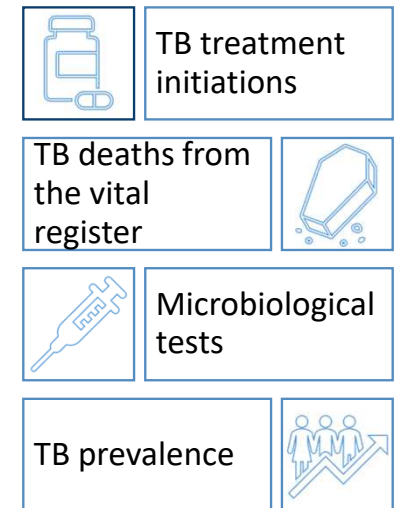 TB treatment
initiations
TB deaths from
the vital
register
Microbiological
tests
TB prevalence